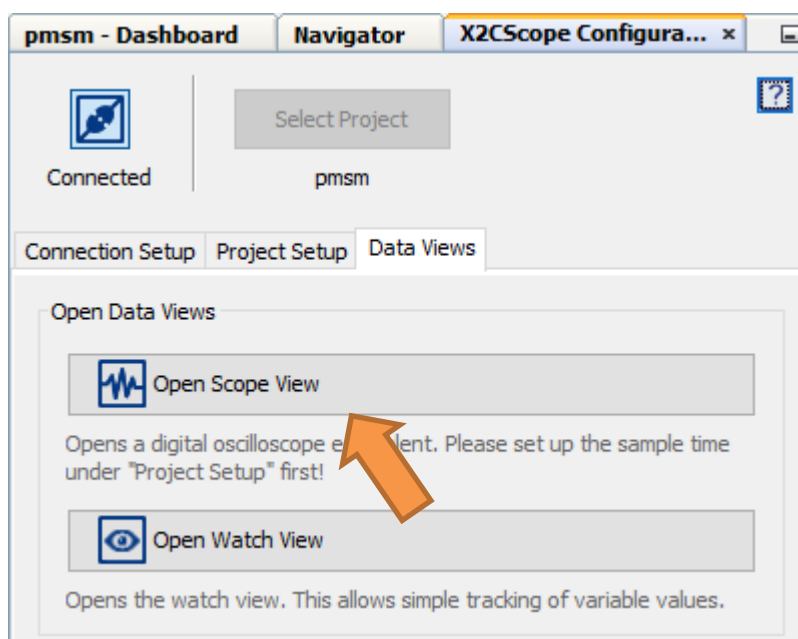 pmsm - Dashboard Navigator X2CScope Configura... ×
Select Project
?
Connected pmsm
Connection Setup Project Setup Data Views
Open Data Views
Open Scope View
Opens a digital oscilloscope e lent. Please set up the sample time
under "Project Setup" first!
Open Watch View
Opens the watch view. This allows simple tracking of variable values.